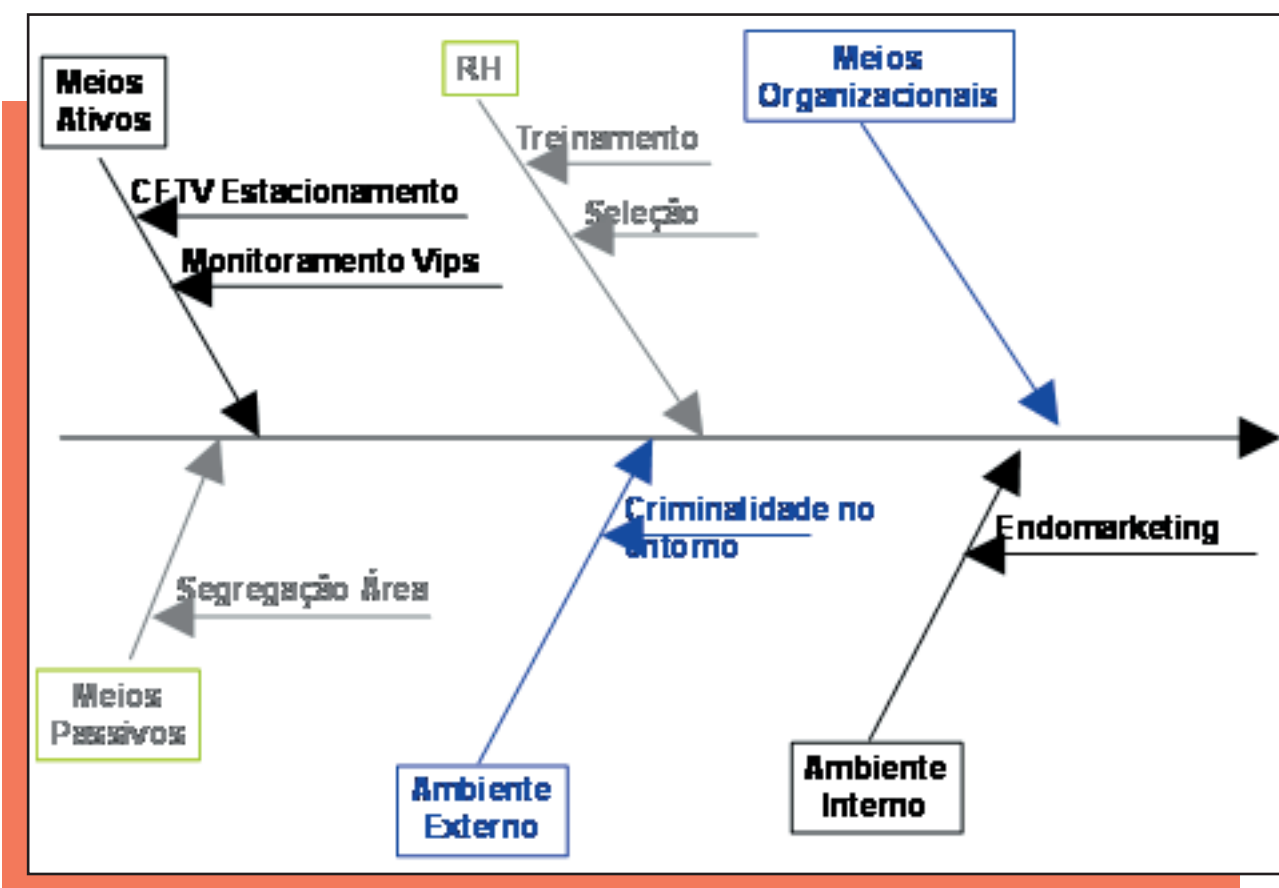 Meios
Ativos
RH
Meios
Organizacionais
Treinamento
CFTV Estacionamento
Seleção
Monitoramento Vips
Criminalidade no
entorno
Endomarketing
Segregação Área
Meios
Passivos
Ambiente
Externo
Ambiente
Interno